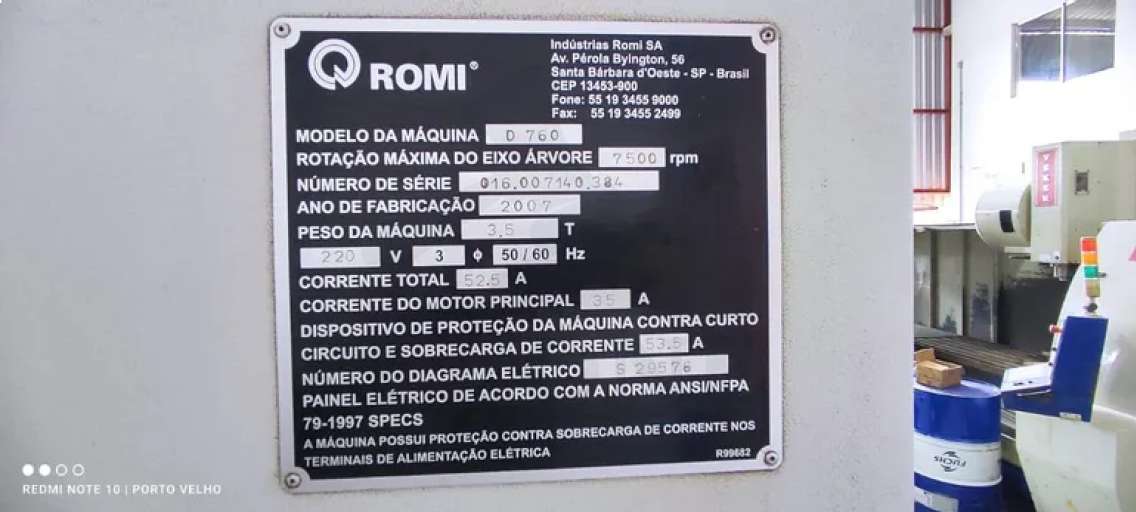 ROMI®
Indústrias Romi SA
Av. Pérola Byington, 56
Santa Bárbara d'Oeste - SP - Brasil
CEP 13453-900
Fone: 55 19 3455 9000
Fax: 55 19 3455 2499
MODELO DA MÁQUINA D 760
ROTAÇÃO MÁXIMA DO EIXO ÁRVORE 7500 rpm
NÚMERO DE SÉRIE 016.007140.384
ANO DE FABRICAÇÃO 2007
PESO DA MÁQUINA 3,5 T
220 V 3 ϕ 50 / 60 Hz
CORRENTE TOTAL 52.5 A
CORRENTE DO MOTOR PRINCIPAL 35 A
DISPOSITIVO DE PROTEÇÃO DA MÁQUINA CONTRA CURTO
CIRCUITO E SOBRECARGA DE CORRENTE 53.5 A
NÚMERO DO DIAGRAMA ELÉTRICO S 29576
PAINEL ELÉTRICO DE ACORDO COM A NORMA ANSI/NFPA
79-1997 SPECS
A MÁQUINA POSSUI PROTEÇÃO CONTRA SOBRECARGA DE CORRENTE NOS
TERMINAIS DE ALIMENTAÇÃO ELÉTRICA
R99682
VEKER
FUCHS
REDMI NOTE 10 | PORTO VELHO